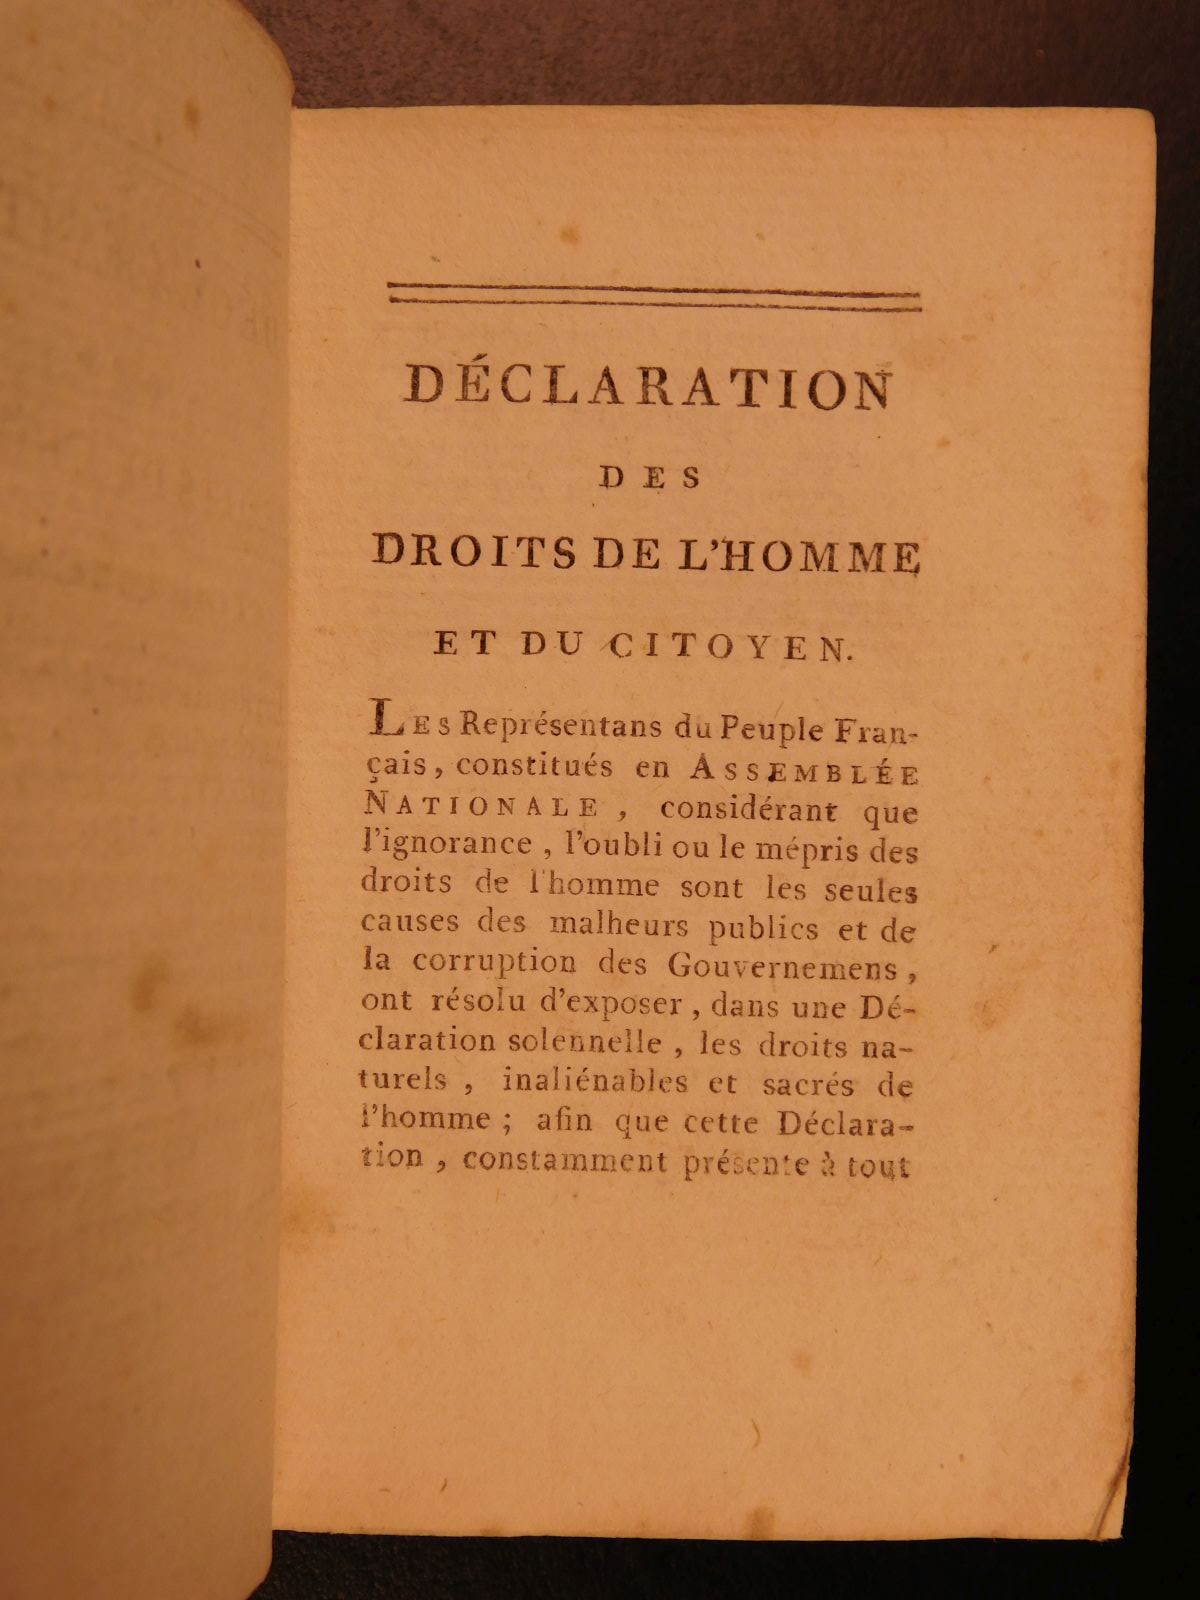 DÉCLARATION
DES
DROITS DE L'HOMME
ET DU CITOYEN.
LES Représentans du Peuple Fran-
çais, constitués en ASSEMBLÉE
NATIONALE, considérant que
l'ignorance, l'oubli ou le mépris des
droits de l'homme sont les seules
causes des malheurs publics et de
la corruption des Gouvernemens,
ont résolu d'exposer, dans une Dé-
claration solennelle, les droits na-
turels, inaliénables et sacrés de
l'homme; afin que cette Déclara-
tion, constamment présente à tout